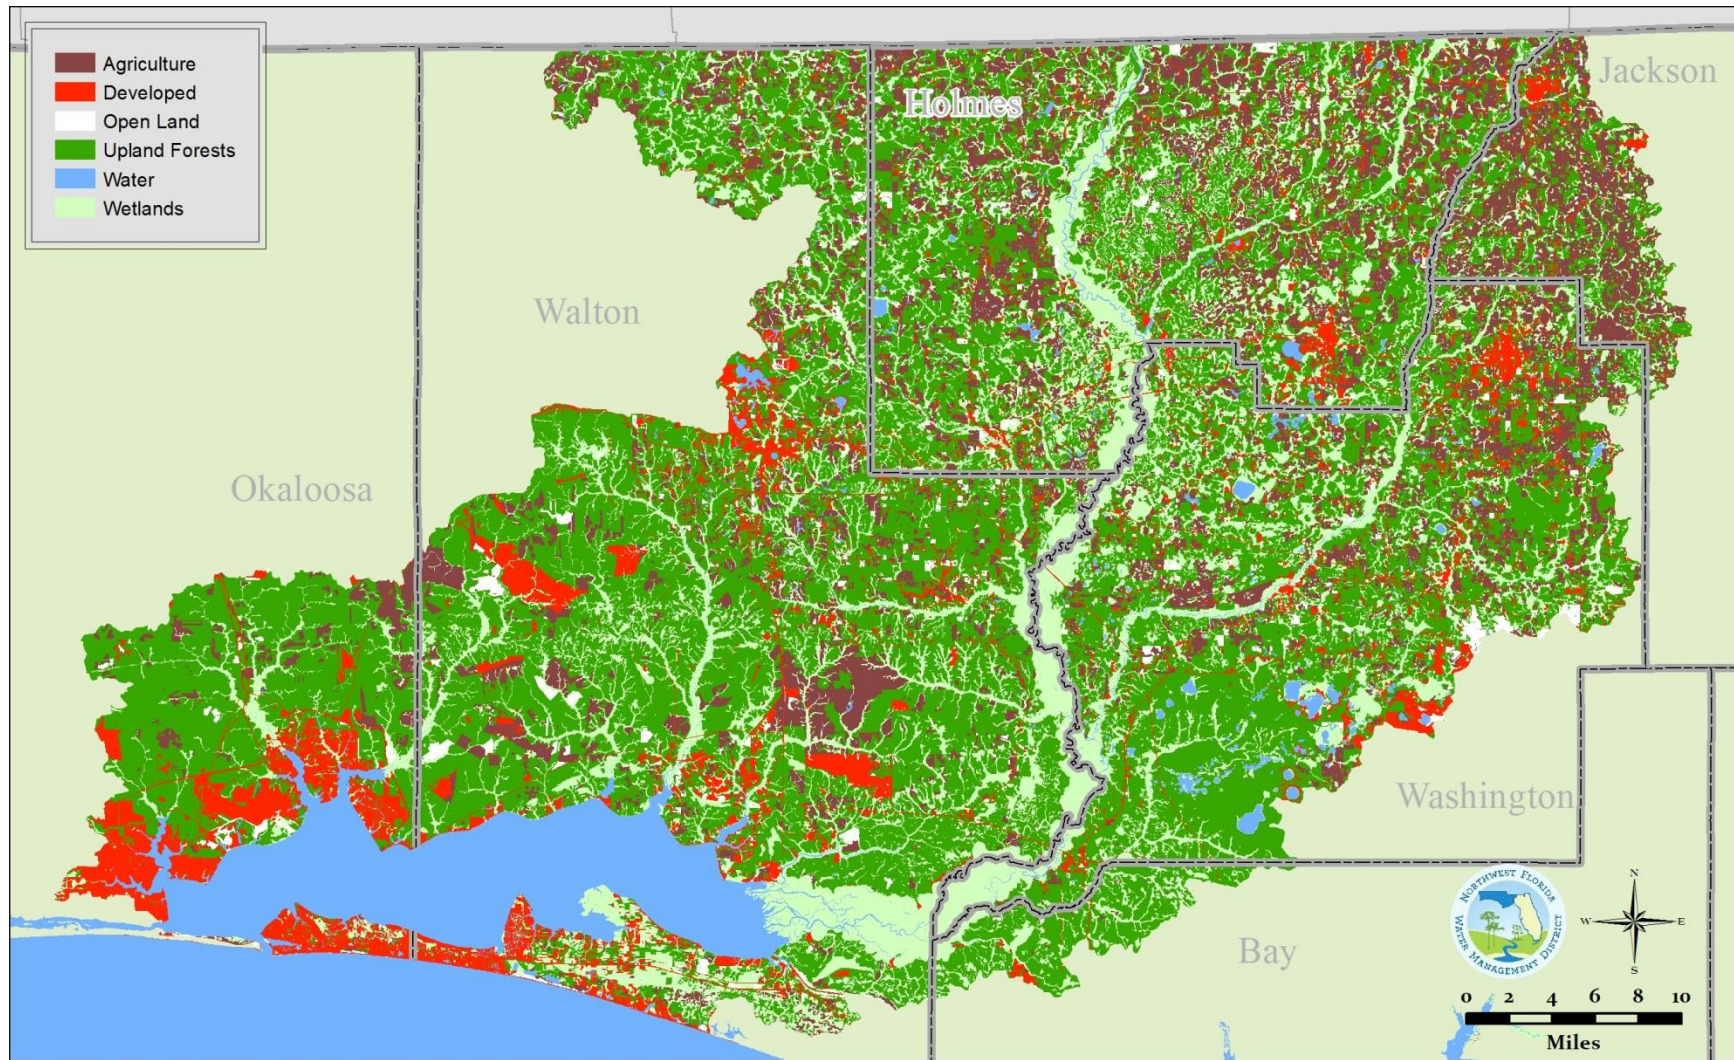 Agriculture
Developed
Open Land
Upland Forests
Water
Wetlands
Jackson
Holmes
Walton
Okaloosa
Washington
Bay
NORTHWEST FLORIDA
WATER MANAGEMENT DISTRICT
N
W E
S
0 2 4 6 8 10
Miles